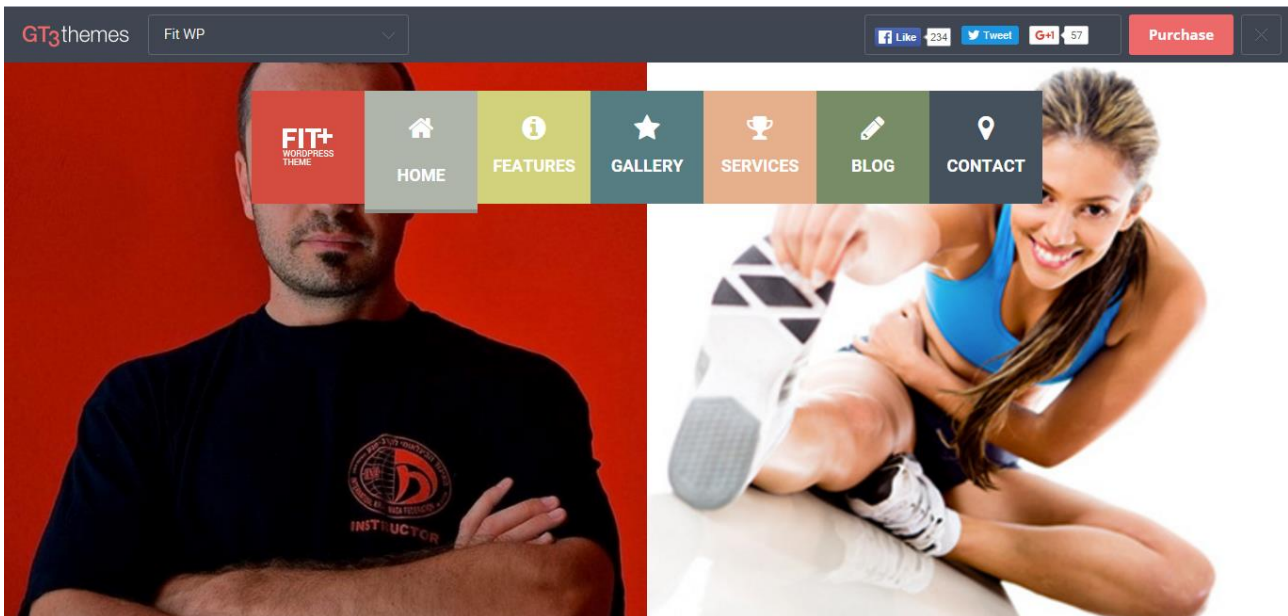 GT3themes
Fit WP
Like 234
Tweet
G+1 57
Purchase
FIT+
WORDPRESS
THEME
HOME
FEATURES
GALLERY
SERVICES
BLOG
CONTACT
INSTRUCTOR